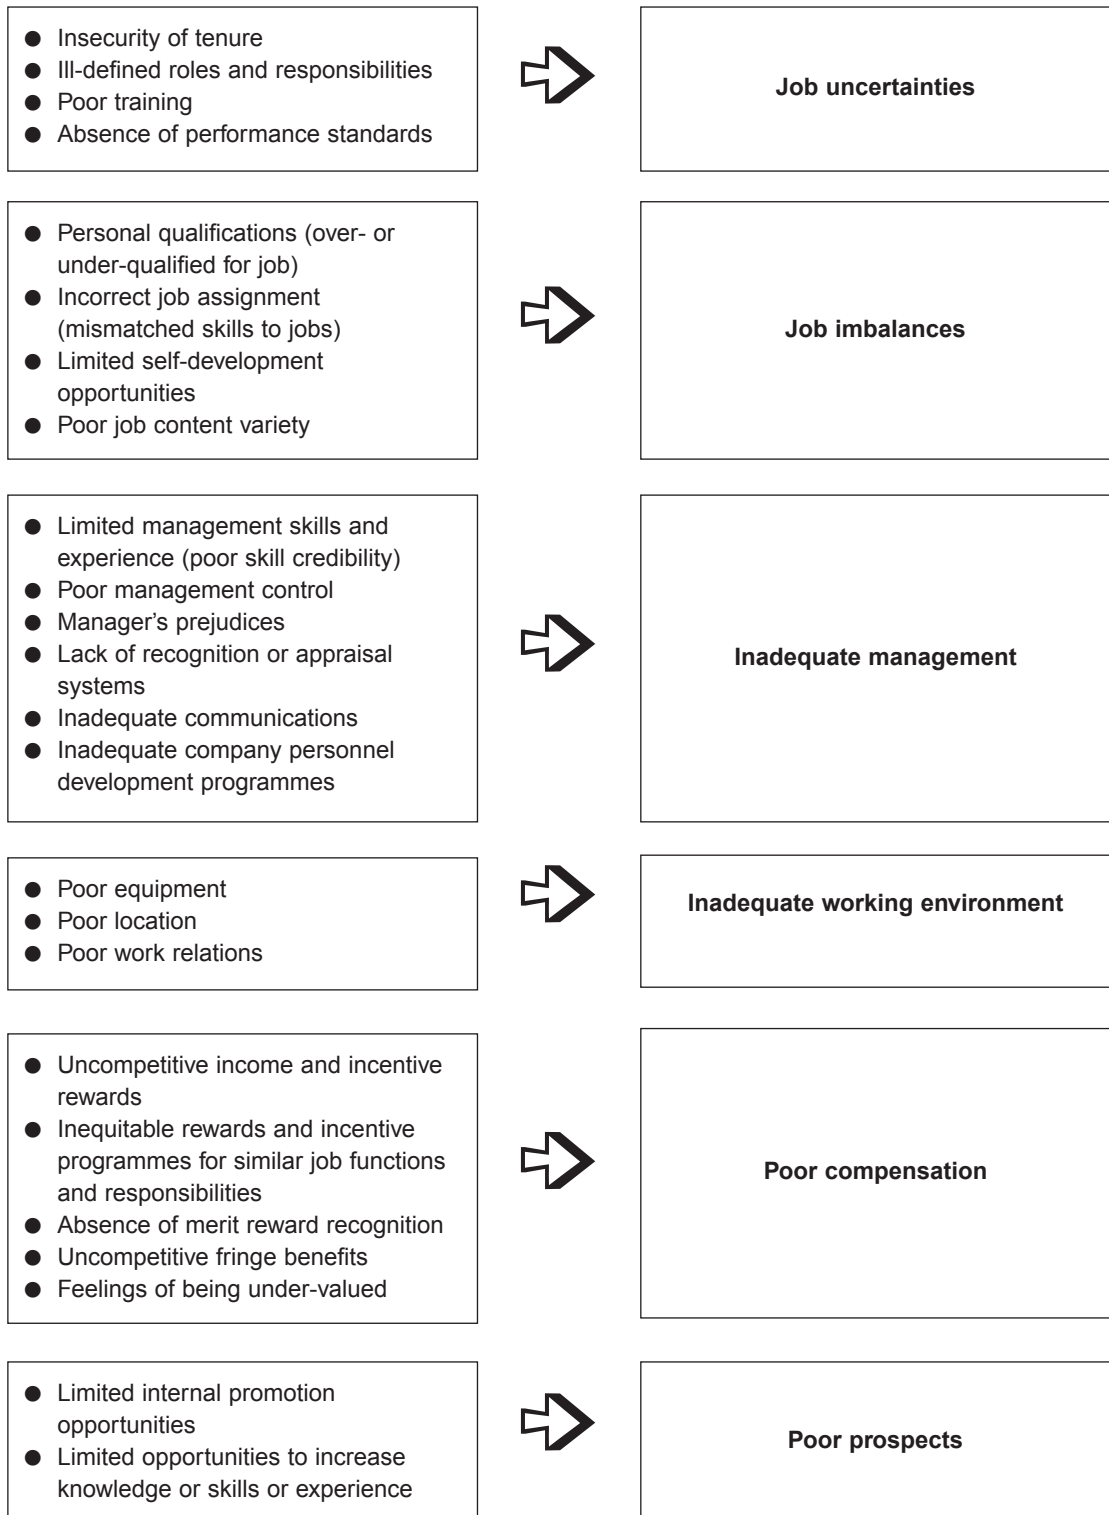 ● Insecurity of tenure
● Ill-defined roles and responsibilities
● Poor training
● Absence of performance standards
Job uncertainties
● Personal qualifications (over- or
under-qualified for job)
● Incorrect job assignment
(mismatched skills to jobs)
● Limited self-development
opportunities
● Poor job content variety
Job imbalances
● Limited management skills and
experience (poor skill credibility)
● Poor management control
● Manager’s prejudices
● Lack of recognition or appraisal
systems
● Inadequate communications
● Inadequate company personnel
development programmes
Inadequate management
● Poor equipment
● Poor location
● Poor work relations
Inadequate working environment
● Uncompetitive income and incentive
rewards
● Inequitable rewards and incentive
programmes for similar job functions
and responsibilities
● Absence of merit reward recognition
● Uncompetitive fringe benefits
● Feelings of being under-valued
Poor compensation
● Limited internal promotion
opportunities
● Limited opportunities to increase
knowledge or skills or experience
Poor prospects